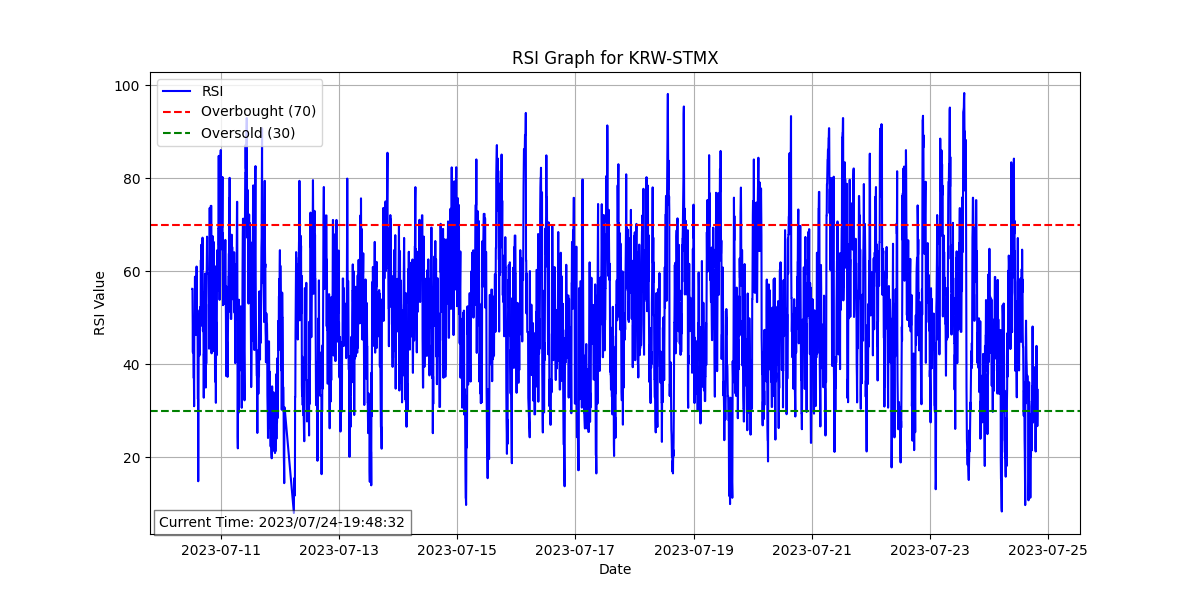 RSI Graph for KRW-STMX
RSI
Overbought (70)
Oversold (30)
100
80
60
40
20
RSI Value
Current Time: 2023/07/24-19:48:32
2023-07-11 2023-07-13 2023-07-15 2023-07-17 2023-07-19 2023-07-21 2023-07-23 2023-07-25
Date